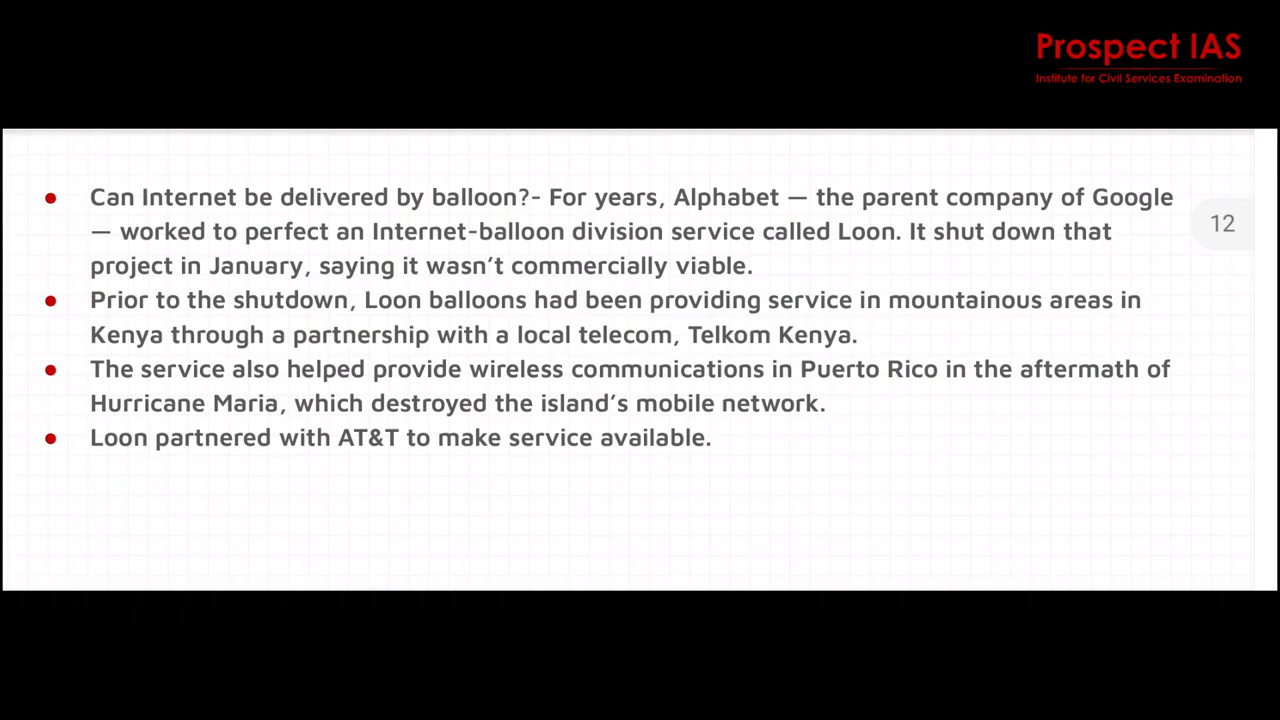 Prospect IAS
Institute for Civil Services Examination
● Can Internet be delivered by balloon?- For years, Alphabet — the parent company of Google
— worked to perfect an Internet-balloon division service called Loon. It shut down that
project in January, saying it wasn’t commercially viable.
● Prior to the shutdown, Loon balloons had been providing service in mountainous areas in
Kenya through a partnership with a local telecom, Telkom Kenya.
● The service also helped provide wireless communications in Puerto Rico in the aftermath of
Hurricane Maria, which destroyed the island’s mobile network.
● Loon partnered with AT&T to make service available.
12